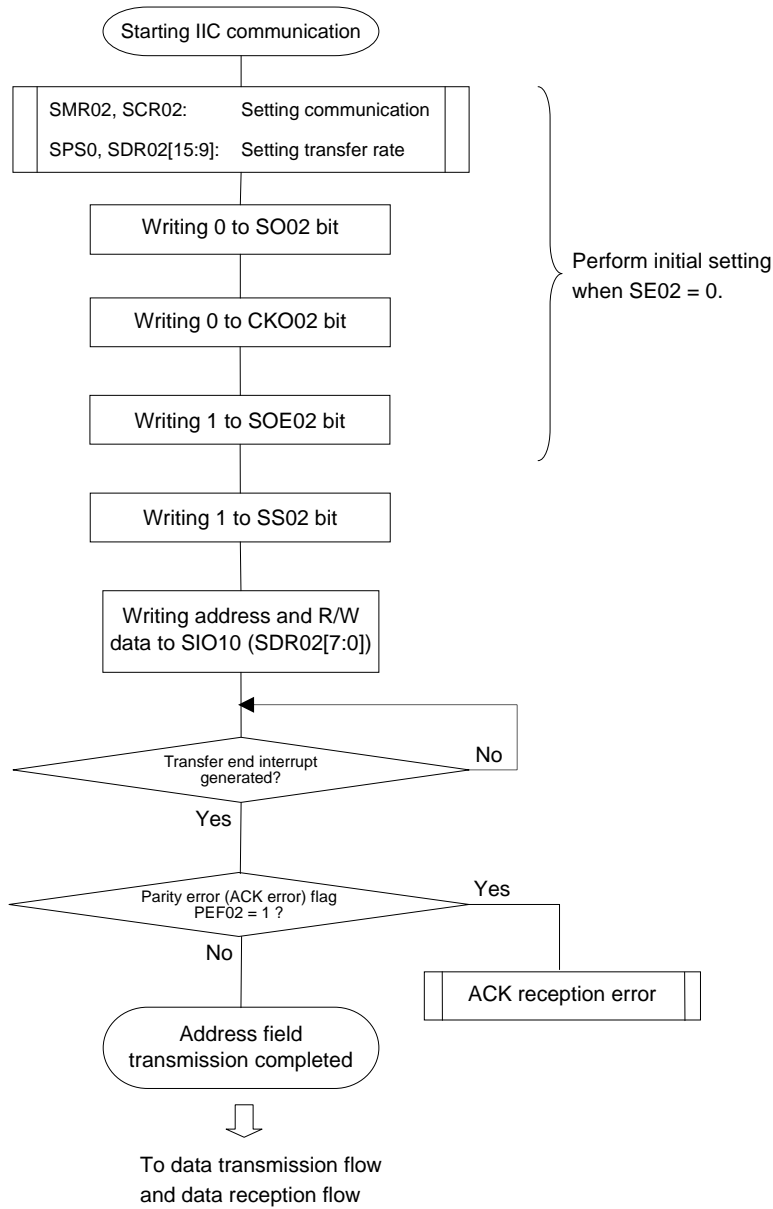 Starting IIC communication
SMR02, SCR02: Setting communication
SPS0, SDR02[15:9]: Setting transfer rate
Writing 0 to SO02 bit
Perform initial setting
when SE02 = 0.
Writing 0 to CKO02 bit
Writing 1 to SOE02 bit
Writing 1 to SS02 bit
Writing address and R/W
data to SIO10 (SDR02[7:0])
Transfer end interrupt
generated?
No
Yes
Parity error (ACK error) flag
PEF02 = 1 ?
Yes
No
ACK reception error
Address field
transmission completed
To data transmission flow
and data reception flow